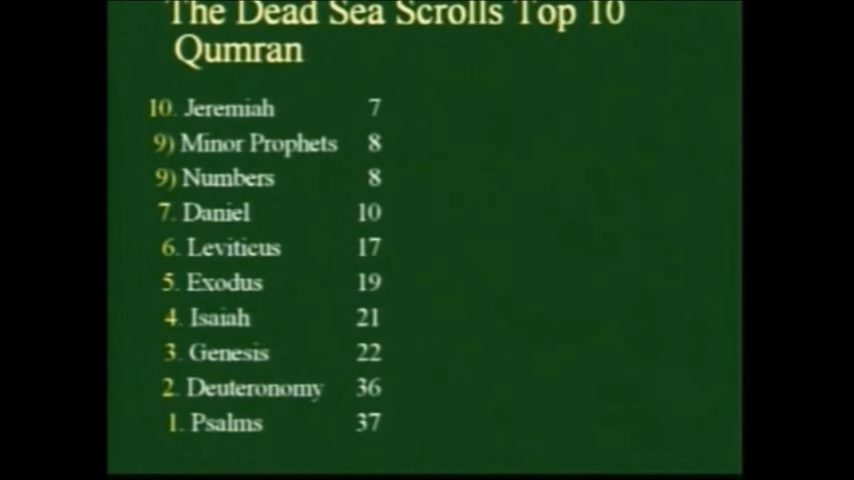 The Dead Sea Scrolls Top 10
Qumran
10. Jeremiah 7
9) Minor Prophets 8
9) Numbers 8
7. Daniel 10
6. Leviticus 17
5. Exodus 19
4. Isaiah 21
3. Genesis 22
2. Deuteronomy 36
1. Psalms 37